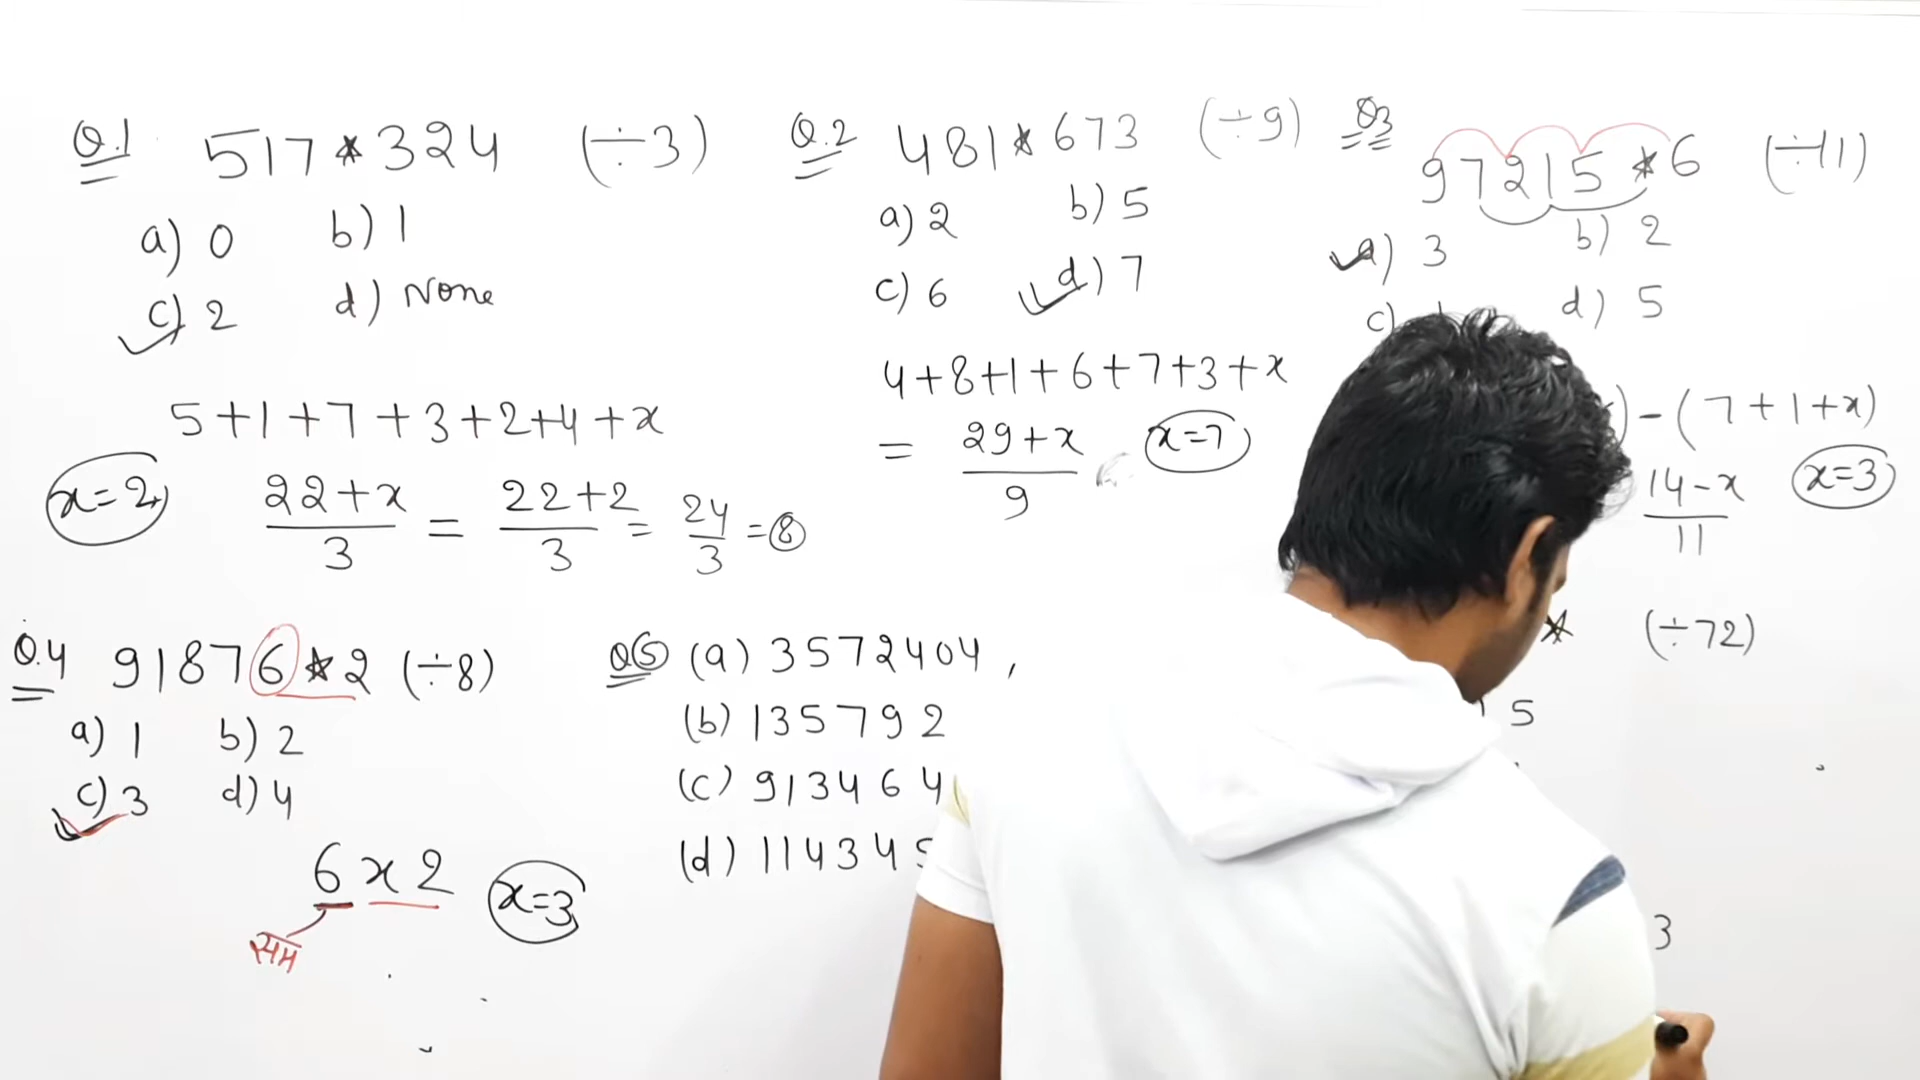 Q.1 517*324 (÷3)
a) 0 b) 1
c) 2 d) None
5+1+7+3+2+4+x
x=2 22+x/3 = 22+2/3 = 24/3 = 8
Q.2 481*673 (÷9)
a) 2 b) 5
c) 6 d) 7
4+8+1+6+7+3+x
= 29+x/9 x=7
Q3 97215*6 (÷11)
a) 3 b) 2
c) d) 5
)-(7+1+x)
14-x/11 x=3
Q.4 91876*2 (÷8)
a) 1 b) 2
c) 3 d) 4
6x2 x=3
सम
Q5 (a) 3572404,
(b) 135792
(c) 913464
(d) 114345
* (÷72)
5
3